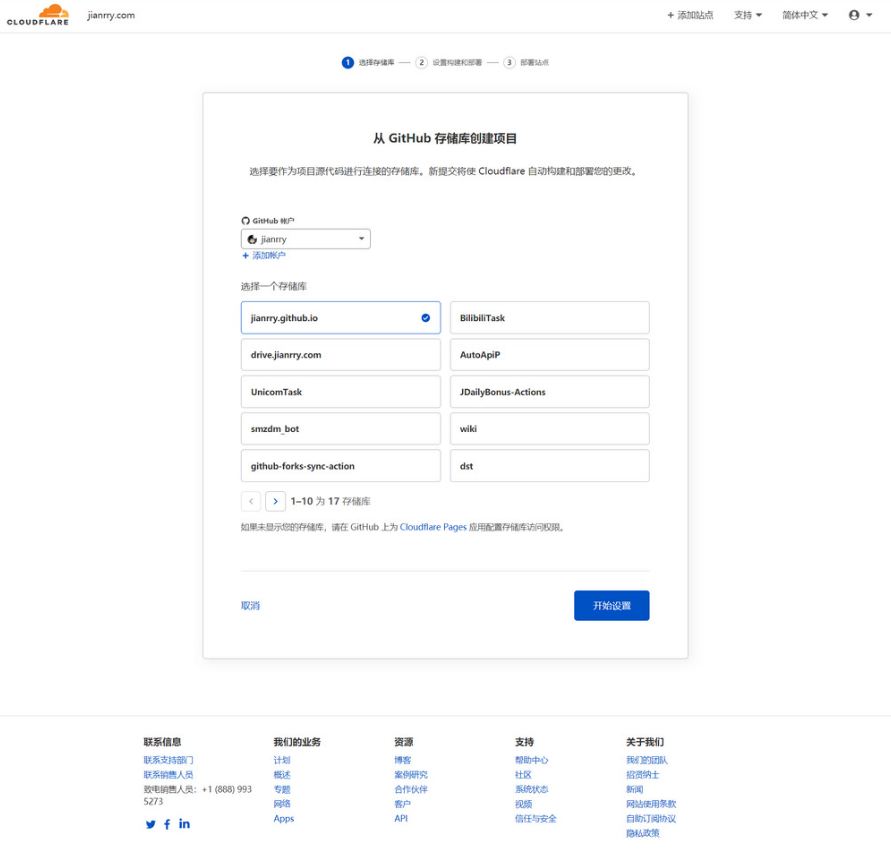 CLOUDFLARE
jianrry.com
+ 添加站点
支持
简体中文
1 选择存储库
2 设置构建和部署
3 部署站点
从 GitHub 存储库创建项目
选择要作为项目源代码进行连接的存储库。新提交将使 Cloudflare 自动构建和部署您的更改。
GitHub 帐户
jianrry
+ 添加帐户
选择一个存储库
jianrry.github.io
BilibiliTask
drive.jianrry.com
AutoApiP
UnicomTask
JDailyBonus-Actions
smzdm_bot
wiki
github-forks-sync-action
dst
1–10 为 17 存储库
如果未显示您的存储库，请在 GitHub 上为 Cloudflare Pages 应用配置存储库访问权限。
取消
开始设置
联系信息
联系支持部门
联系销售人员
致电销售人员：+1 (888) 993
5273
我们的业务
计划
概述
专题
网络
Apps
资源
博客
案例研究
合作伙伴
客户
API
支持
帮助中心
社区
系统状态
视频
信任与安全
关于我们
我们的团队
招贤纳士
新闻
网站使用条款
自助订阅协议
隐私政策